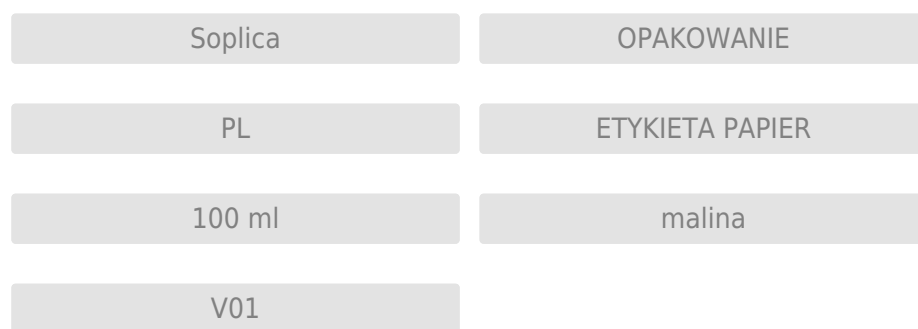 Soplica
OPAKOWANIE
PL
ETYKIETA PAPIER
100 ml
malina
V01